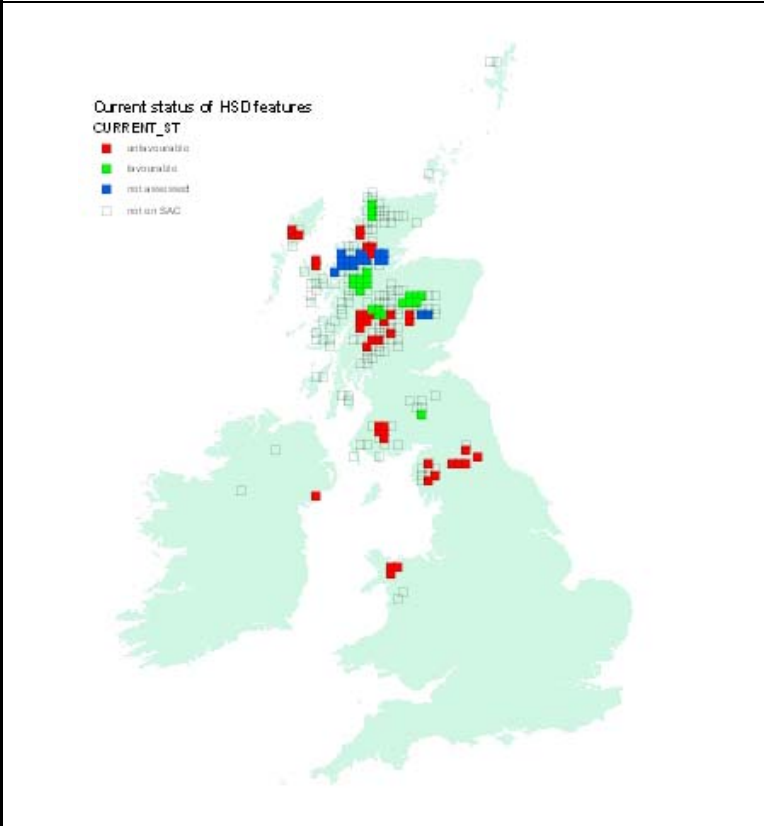 Current status of HSD features
CURRENT_ST
unfavourable
favourable
not assessed
not on SAC